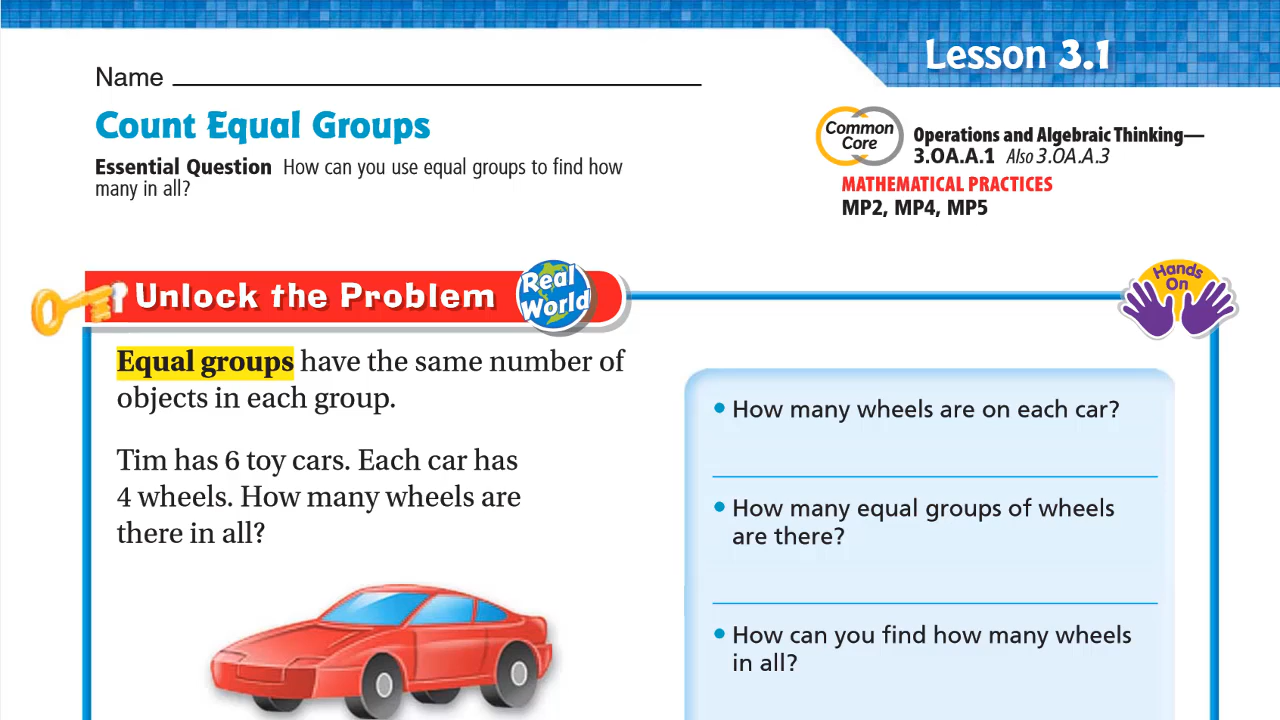 Lesson 3.1
Name
Count Equal Groups
Essential Question How can you use equal groups to find how
many in all?
Common
Core
Operations and Algebraic Thinking—
3.OA.A.1 Also 3.OA.A.3
MATHEMATICAL PRACTICES
MP2, MP4, MP5
Unlock the Problem
Real
World
Hands
On
Equal groups have the same number of
objects in each group.
Tim has 6 toy cars. Each car has
4 wheels. How many wheels are
there in all?
• How many wheels are on each car?
• How many equal groups of wheels
are there?
• How can you find how many wheels
in all?